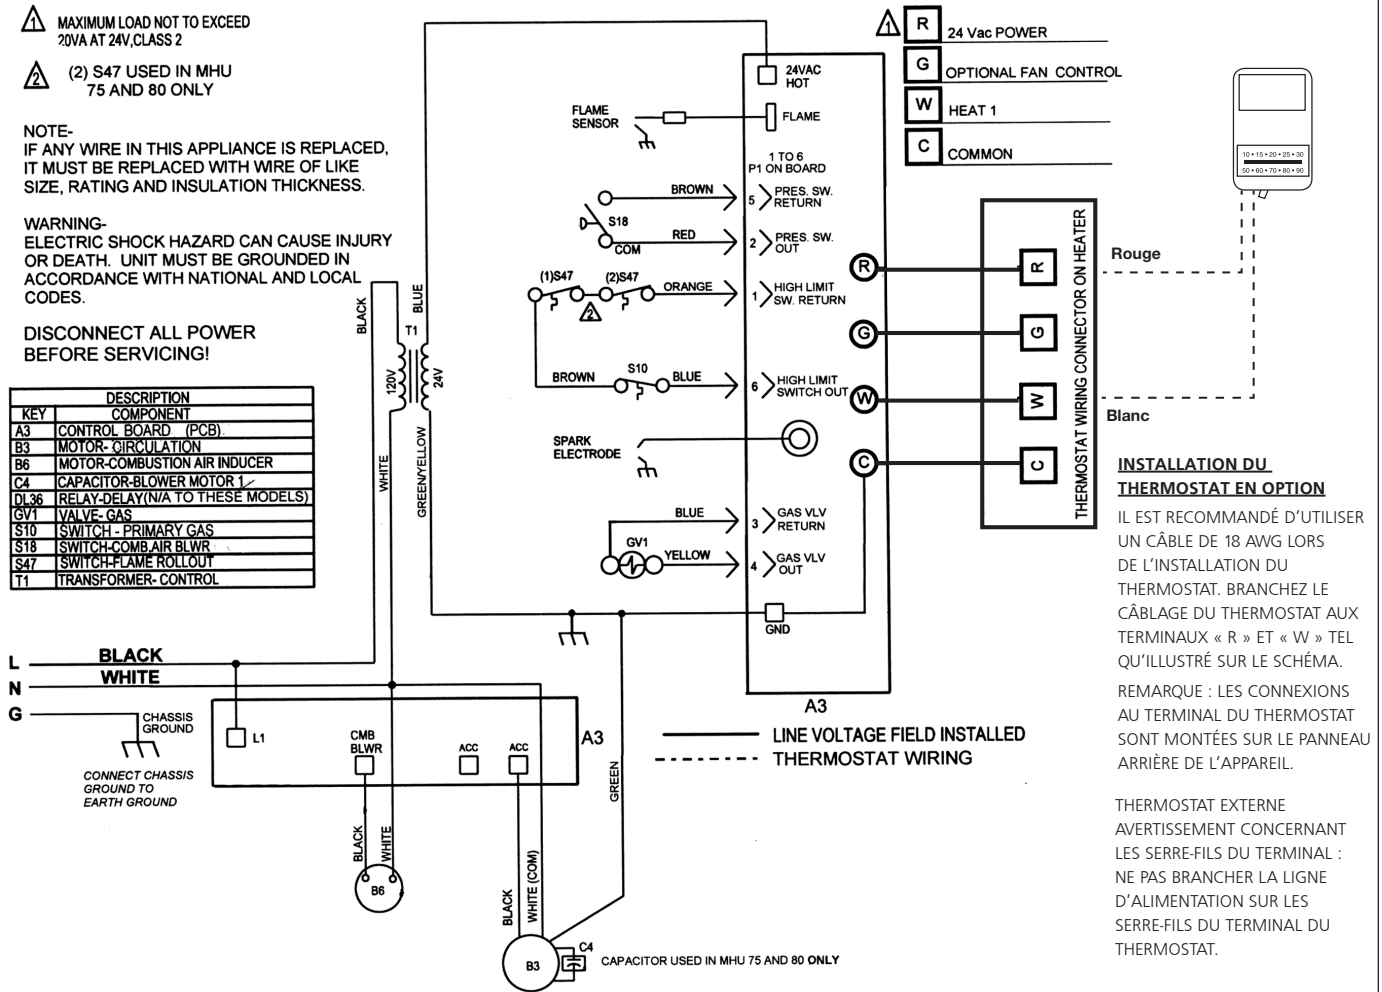 1
MAXIMUM LOAD NOT TO EXCEED
20VA AT 24V,CLASS 2
2
(2) S47 USED IN MHU
75 AND 80 ONLY
NOTE-
IF ANY WIRE IN THIS APPLIANCE IS REPLACED,
IT MUST BE REPLACED WITH WIRE OF LIKE
SIZE, RATING AND INSULATION THICKNESS.
WARNING-
ELECTRIC SHOCK HAZARD CAN CAUSE INJURY
OR DEATH. UNIT MUST BE GROUNDED IN
ACCORDANCE WITH NATIONAL AND LOCAL
CODES.
DISCONNECT ALL POWER
BEFORE SERVICING!
DESCRIPTION
KEY COMPONENT
A3 CONTROL BOARD (PCB)
B3 MOTOR- CIRCULATION
B6 MOTOR-COMBUSTION AIR INDUCER
C4 CAPACITOR-BLOWER MOTOR 1
DL36 RELAY-DELAY(N/A TO THESE MODELS)
GV1 VALVE- GAS
S10 SWITCH - PRIMARY GAS
S18 SWITCH-COMB.AIR BLWR
S47 SWITCH-FLAME ROLLOUT
T1 TRANSFORMER- CONTROL
BLACK
BLUE
T1
120V
24V
WHITE
GREEN/YELLOW
24VAC
HOT
FLAME
SENSOR
FLAME
1 TO 6
P1 ON BOARD
BROWN
5
PRES. SW.
RETURN
S18
RED
COM
2
PRES. SW.
OUT
(1)S47
(2)S47
2
ORANGE
1
HIGH LIMIT
SW. RETURN
BROWN
S10
BLUE
6
HIGH LIMIT
SWITCH OUT
SPARK
ELECTRODE
BLUE
3
GAS VLV
RETURN
GV1
YELLOW
4
GAS VLV
OUT
GND
R
G
W
C
A3
1
R 24 Vac POWER
G OPTIONAL FAN CONTROL
W HEAT 1
C COMMON
R
G
W
C
THERMOSTAT WIRING CONNECTOR ON HEATER
10 • 15 • 20 • 25 • 30
50 • 60 • 70 • 80 • 90
Rouge
Blanc
L BLACK
N WHITE
G
CHASSIS
GROUND
CONNECT CHASSIS
GROUND TO
EARTH GROUND
L1
CMB
BLWR
ACC
ACC
A3
BLACK
WHITE
B6
BLACK
WHITE (COM)
GREEN
B3
C4
CAPACITOR USED IN MHU 75 AND 80 ONLY
LINE VOLTAGE FIELD INSTALLED
THERMOSTAT WIRING
INSTALLATION DU
THERMOSTAT EN OPTION
IL EST RECOMMANDÉ D’UTILISER
UN CÂBLE DE 18 AWG LORS
DE L’INSTALLATION DU
THERMOSTAT. BRANCHEZ LE
CÂBLAGE DU THERMOSTAT AUX
TERMINAUX « R » ET « W » TEL
QU’ILLUSTRÉ SUR LE SCHÉMA.
REMARQUE : LES CONNEXIONS
AU TERMINAL DU THERMOSTAT
SONT MONTÉES SUR LE PANNEAU
ARRIÈRE DE L’APPAREIL.
THERMOSTAT EXTERNE
AVERTISSEMENT CONCERNANT
LES SERRE-FILS DU TERMINAL :
NE PAS BRANCHER LA LIGNE
D’ALIMENTATION SUR LES
SERRE-FILS DU TERMINAL DU
THERMOSTAT.